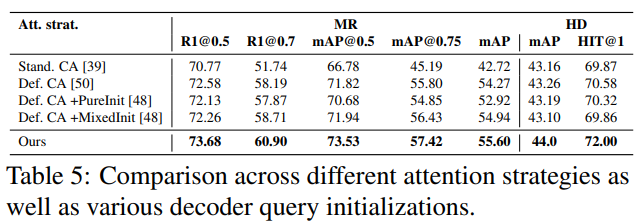 Att. strat. MR HD
R1@0.5 R1@0.7 mAP@0.5 mAP@0.75 mAP mAP HIT@1
Stand. CA [39] 70.77 51.74 66.78 45.19 42.72 43.16 69.87
Def. CA [50] 72.58 58.19 71.82 55.80 54.27 43.26 70.58
Def. CA +PureInit [48] 72.13 57.87 70.68 54.85 52.92 43.19 70.32
Def. CA +MixedInit [48] 72.26 58.71 71.94 56.43 54.94 43.10 69.86
Ours 73.68 60.90 73.53 57.42 55.60 44.0 72.00
Table 5: Comparison across different attention strategies as
well as various decoder query initializations.